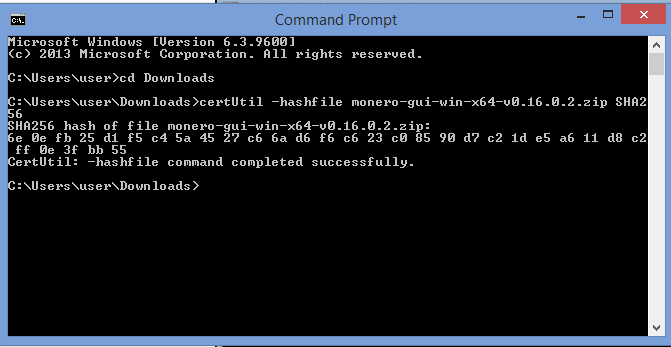 Command Prompt
Microsoft Windows [Version 6.3.9600]
(c) 2013 Microsoft Corporation. All rights reserved.
C:\Users\user>cd Downloads
C:\Users\user\Downloads>certUtil -hashfile monero-gui-win-x64-v0.16.0.2.zip SHA2
56
SHA256 hash of file monero-gui-win-x64-v0.16.0.2.zip:
6e 0e fb 25 d1 f5 c4 5a 45 27 c6 6a d6 f6 c6 23 c0 85 90 d7 c2 1d e5 a6 11 d8 c2
ff 0e 3f bb 55
CertUtil: -hashfile command completed successfully.
C:\Users\user\Downloads>